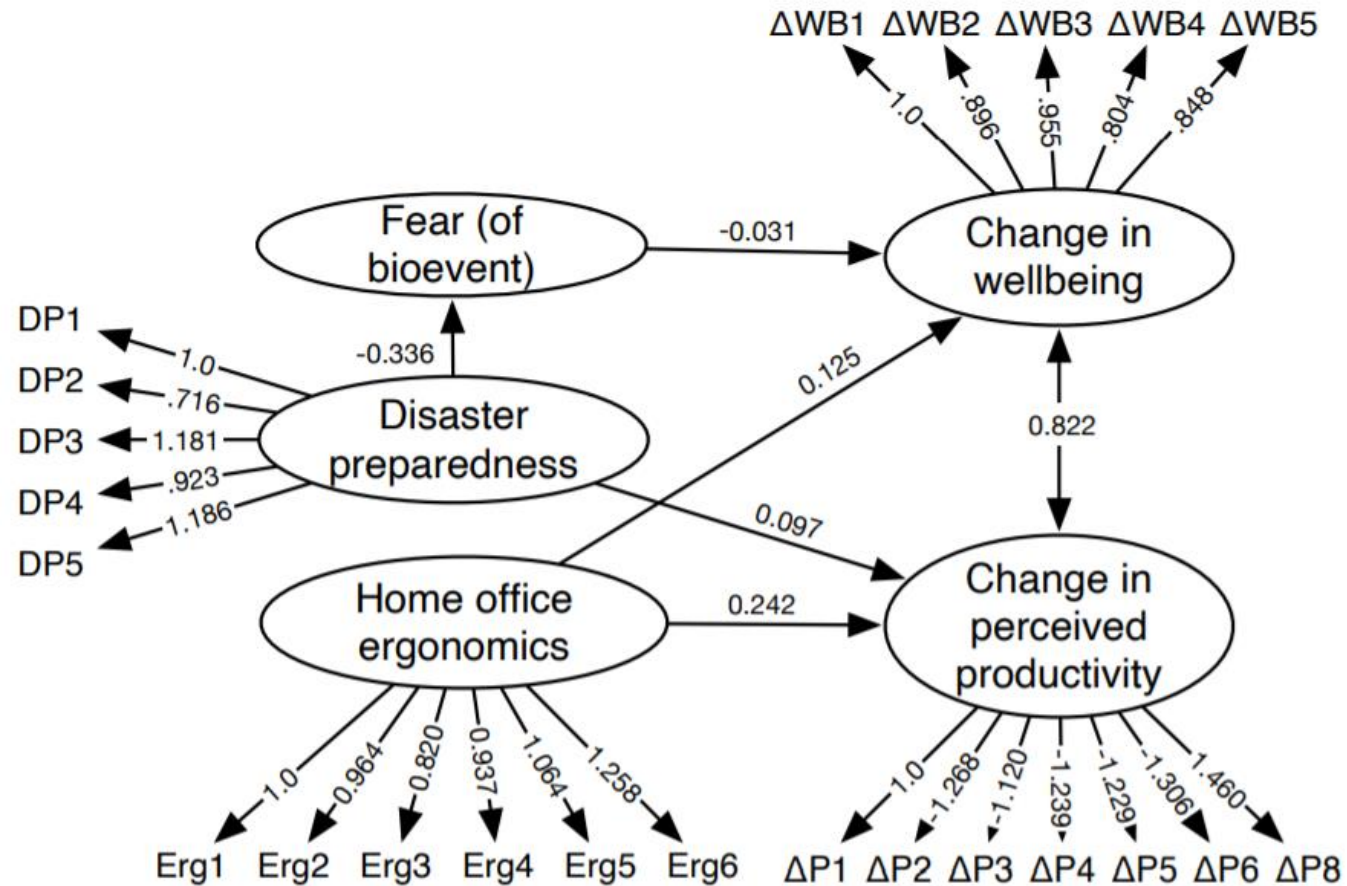 ΔWB1 ΔWB2 ΔWB3 ΔWB4 ΔWB5
1.0 .896 .955 .804 .848
Fear (of
bioevent)
-0.031
Change in
wellbeing
DP1
DP2
DP3
DP4
DP5
1.0
.716
1.181
.923
1.186
-0.336
Disaster
preparedness
0.125
0.822
0.097
Home office
ergonomics
0.242
Change in
perceived
productivity
1.0 0.964 0.820 0.937 1.064 1.258
Erg1 Erg2 Erg3 Erg4 Erg5 Erg6
1.0 -1.268 -1.120 -1.239 -1.229 -1.306 1.460
ΔP1 ΔP2 ΔP3 ΔP4 ΔP5 ΔP6 ΔP8